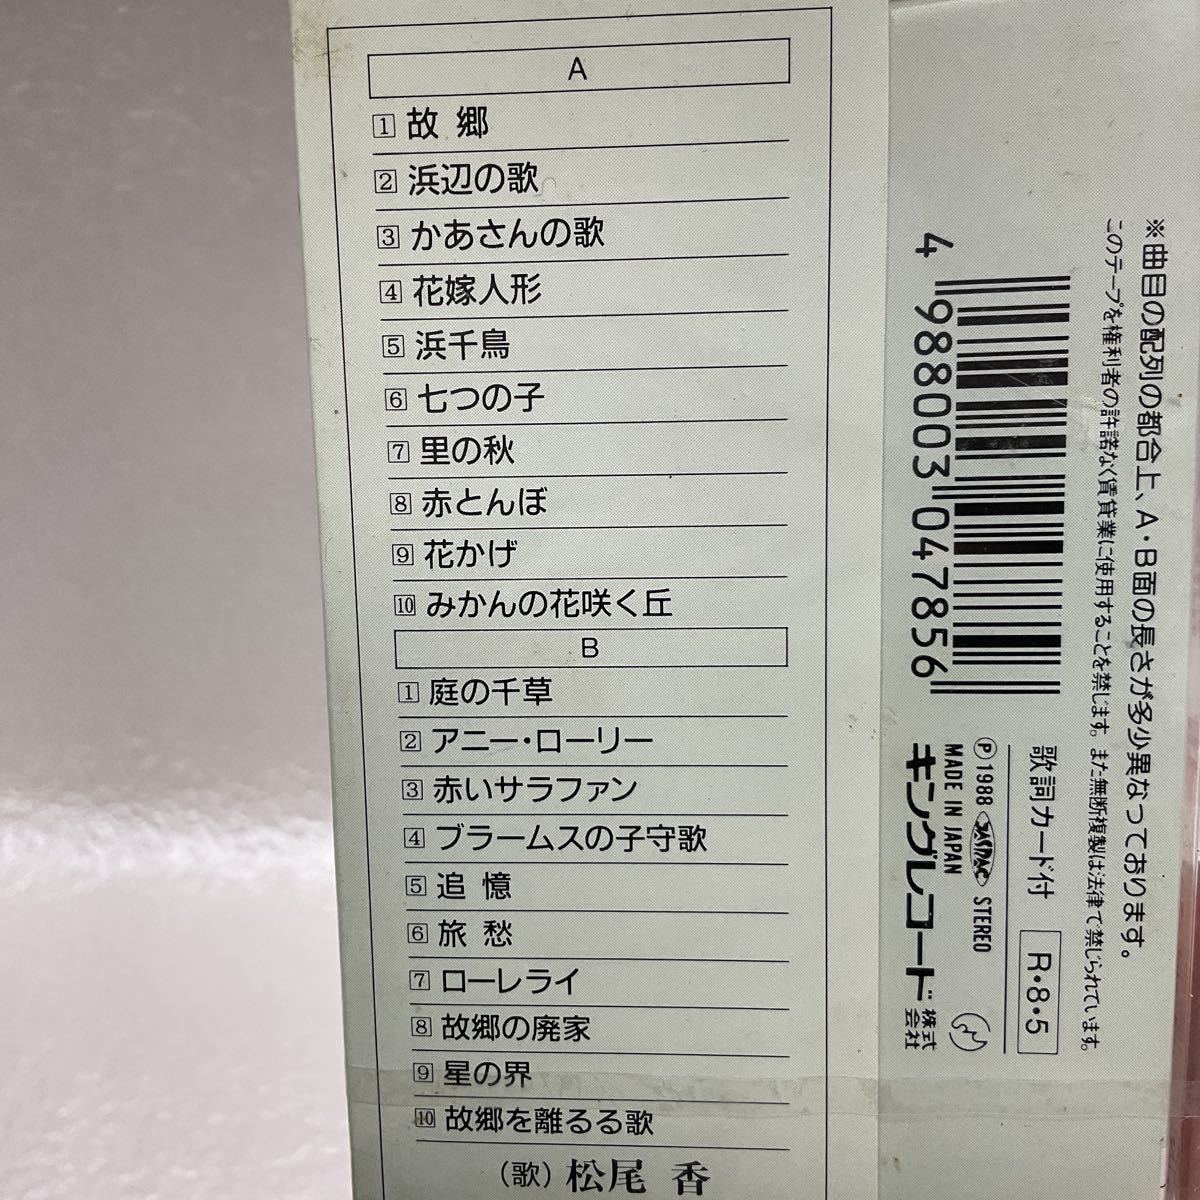 A
1 故 郷
2 浜辺の歌
3 かあさんの歌
4 花嫁人形
5 浜千鳥
6 七つの子
7 里の秋
8 赤とんぼ
9 花かげ
10 みかんの花咲く丘
B
1 庭の千草
2 アニー・ローリー
3 赤いサラファン
4 ブラームスの子守歌
5 追 憶
6 旅 愁
7 ローレライ
8 故郷の廃家
9 星の界
10 故郷を離るる歌
(歌) 松尾 香
※曲目の配列の都合上、A・B面の長さが多少異なっております。
このテープを権利者の許諾なく賃貸業に使用することを禁じます。また無断複製は法律で禁じられています。
4 988003 047856
歌詞カード付 R・8・5
Ⓟ1988 JASRAC STEREO
MADE IN JAPAN
キングレコード株式会社